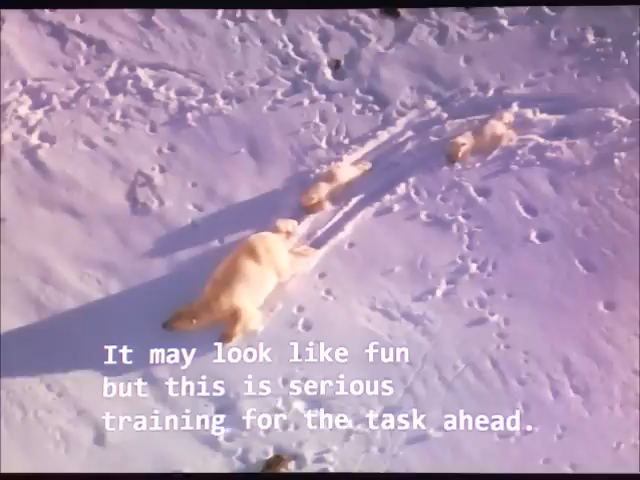 It may look like fun
but this is serious
training for the task ahead.